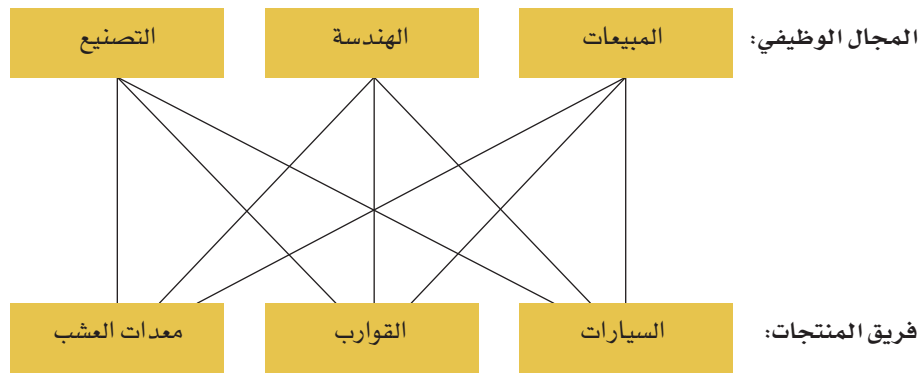 المجال الوظيفي: المبيعات الهندسة التصنيع
فريق المنتجات: السيارات القوارب معدات العشب